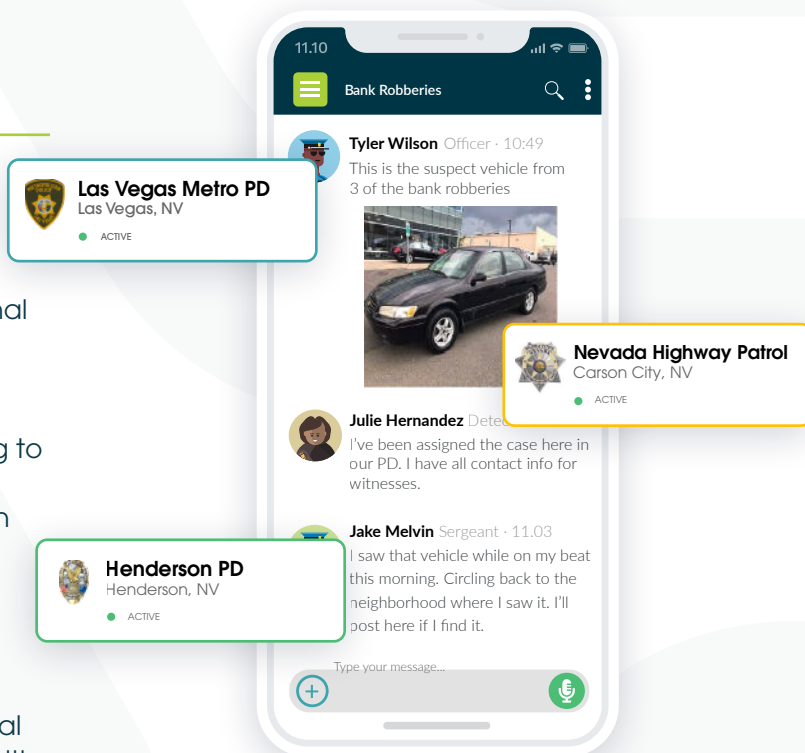 11.10
Bank Robberies
Tyler Wilson Officer · 10:49
This is the suspect vehicle from
3 of the bank robberies
Las Vegas Metro PD
Las Vegas, NV
ACTIVE
Nevada Highway Patrol
Carson City, NV
ACTIVE
Julie Hernandez
I've been assigned the case here in
our PD. I have all contact info for
witnesses.
g to
Jake Melvin Sergeant · 11.03
I saw that vehicle while on my beat
this morning. Circling back to the
neighborhood where I saw it. I'll
post here if I find it.
Henderson PD
Henderson, NV
ACTIVE
Type your message...